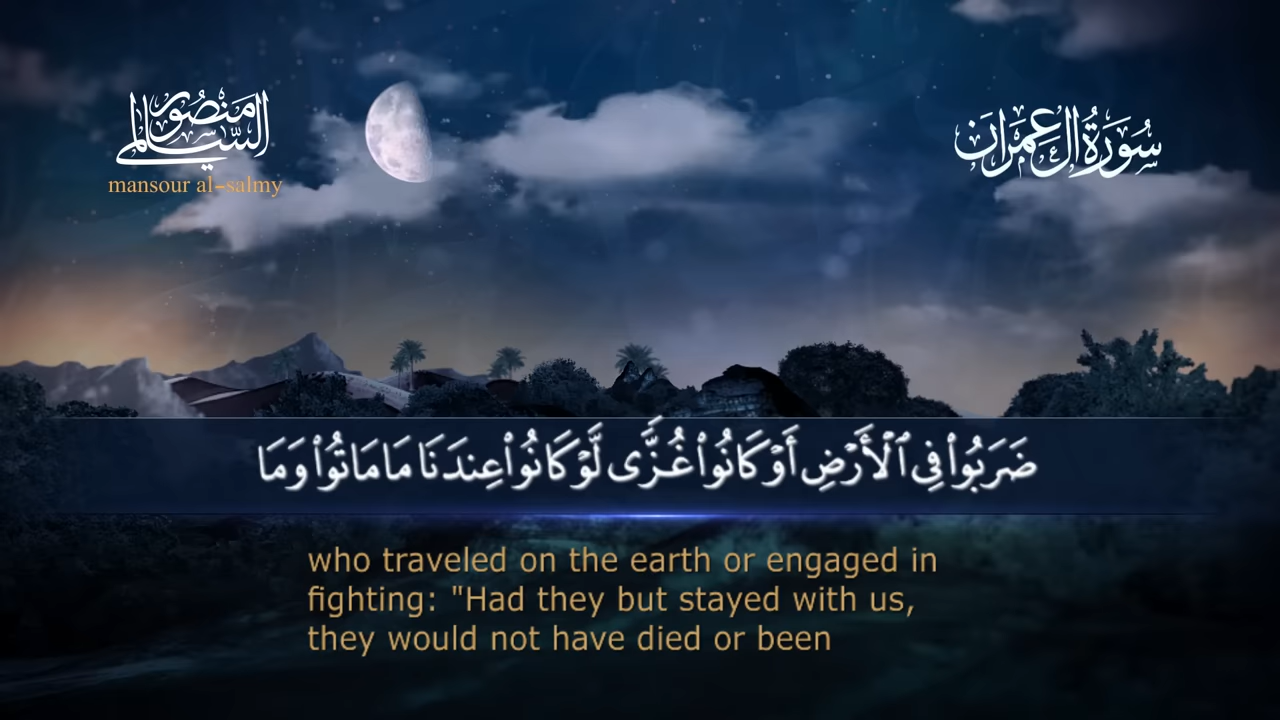 منصور السالمي
mansour al-salmy
سُورَةُ آلِ عِمْرَان
ضَرَبُوا۟ فِى ٱلْأَرْضِ أَوْ كَانُوا۟ غُزًّى لَّوْ كَانُوا۟ عِندَنَا مَا مَاتُوا۟ وَمَا
who traveled on the earth or engaged in
fighting: "Had they but stayed with us,
they would not have died or been